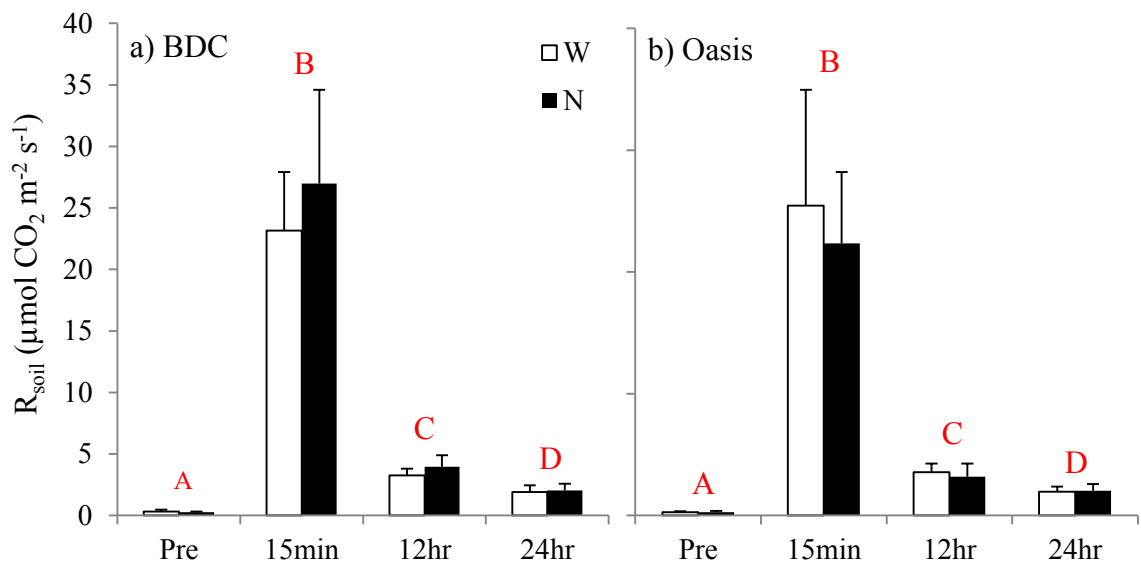 a) BDC
W
N
b) Oasis
R_soil (µmol CO₂ m⁻² s⁻¹)
40
35
30
25
20
15
10
5
0
A
B
C
D
A
B
C
D
Pre 15min 12hr 24hr Pre 15min 12hr 24hr